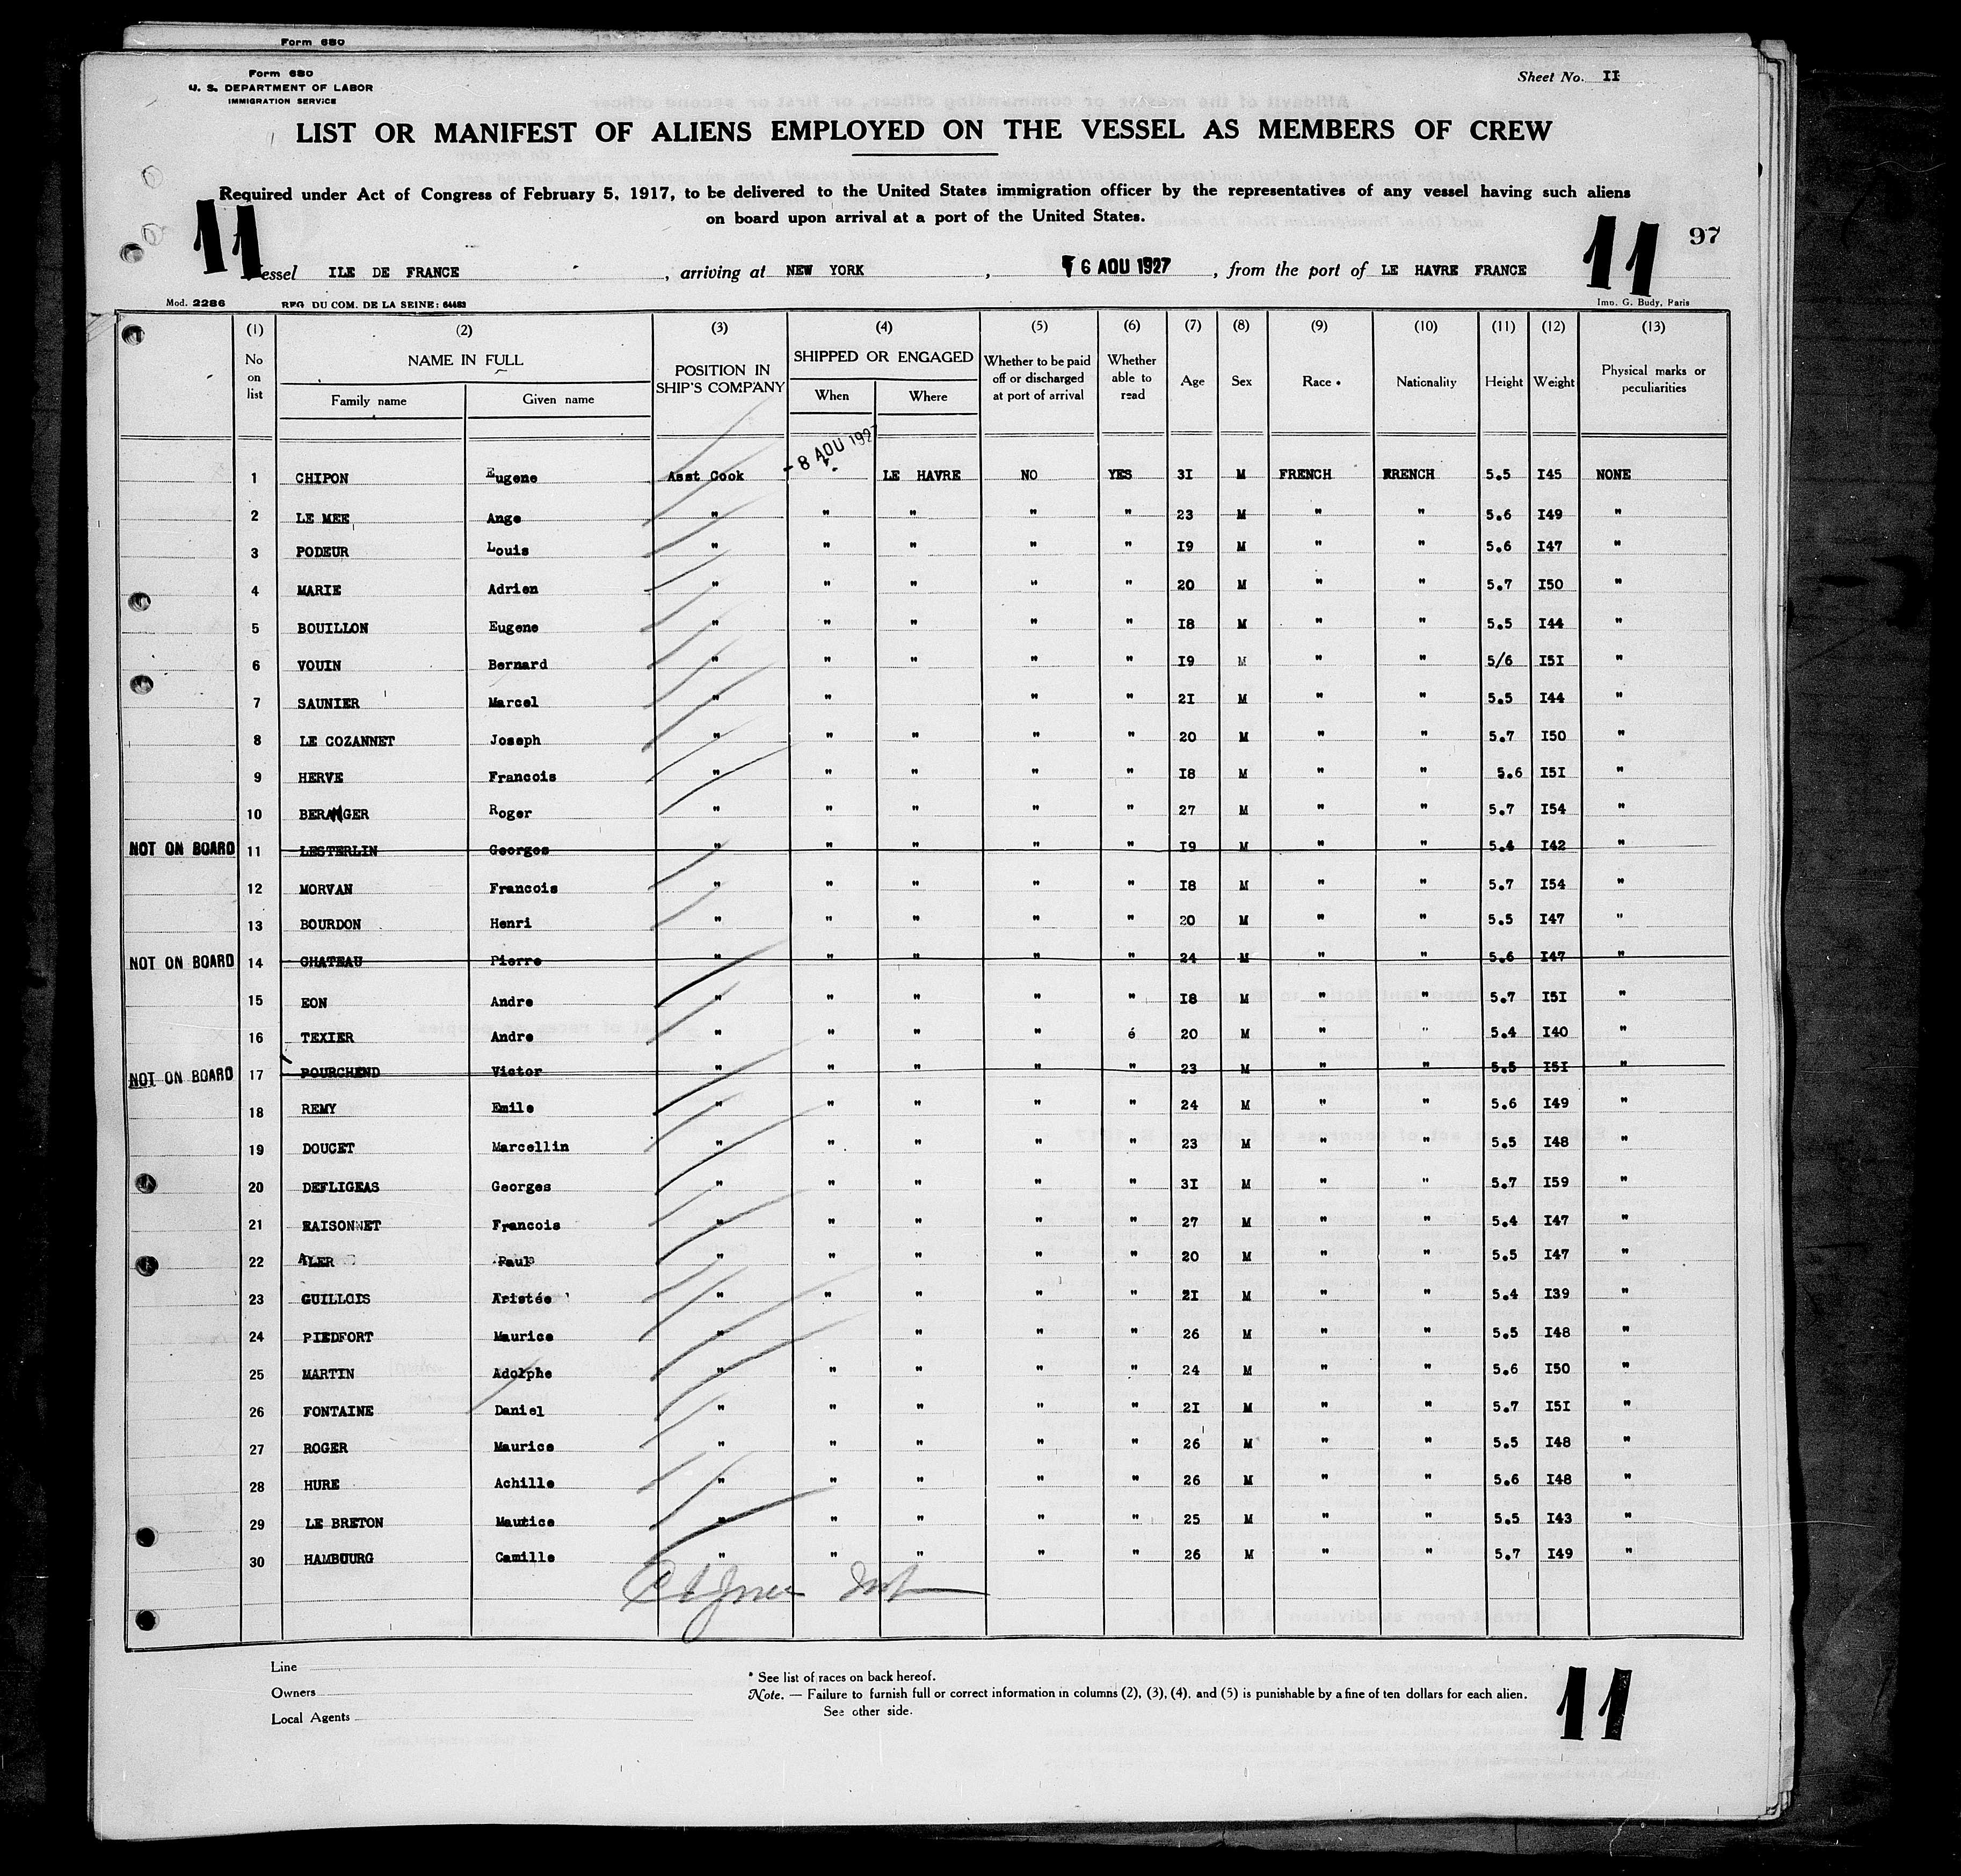 Form 680
Form 680
U. S. DEPARTMENT OF LABOR
IMMIGRATION SERVICE
Sheet No. II
LIST OR MANIFEST OF ALIENS EMPLOYED ON THE VESSEL AS MEMBERS OF CREW
Required under Act of Congress of February 5, 1917, to be delivered to the United States immigration officer by the representatives of any vessel having such aliens
on board upon arrival at a port of the United States.
11 11 97
Vessel ILE DE FRANCE, arriving at NEW YORK, 6 AOU 1927, from the port of LE HAVRE FRANCE
Mod. 2286 REG. DU COM. DE LA SEINE: 64483 Imp. G. Budy, Paris
(1) (2) (3) (4) (5) (6) (7) (8) (9) (10) (11) (12) (13)
No on list NAME IN FULL Family name Given name POSITION IN SHIP'S COMPANY SHIPPED OR ENGAGED When Where Whether to be paid off or discharged at port of arrival Whether able to read Age Sex Race * Nationality Height Weight Physical marks or peculiarities
1 CHIPON Eugene Asst Cook - 8 AOU 1927 LE HAVRE NO YES 3I M FRENCH FRENCH 5.5 I45 NONE
2 LE MEE Ange " " " " " 23 M " " 5.6 I49 "
3 PODEUR Louis " " " " " I9 M " " 5.6 I47 "
4 MARIE Adrien " " " " " 20 M " " 5.7 I50 "
5 BOUILLON Eugene " " " " " I8 M " " 5.5 I44 "
6 VOUIN Bernard " " " " " I9 M " " 5/6 I5I "
7 SAUNIER Marcel " " " " 2I M " " 5.5 I44 "
8 LE COZANNET Joseph " " " " " 20 M " " 5.7 I50 "
9 HERVE Francois " " " " " I8 M " " 5.6 I5I "
10 BERANGER Roger " " " " " 27 M " " 5.7 I54 "
NOT ON BOARD 11 LESTERLIN Georges " " " " " I9 M " " 5.4 I42 "
12 MORVAN Francois " " " " " I8 M " " 5.7 I54 "
13 BOURDON Henri " " " " " 20 M " " 5.5 I47 "
NOT ON BOARD 14 CHATEAU Pierre " " " " " 24 M " " 5.6 I47 "
15 EON Andre " " " " " I8 M " " 5.7 I5I "
16 TEXIER Andre " " " " é 20 M " " 5.4 I40 "
NOT ON BOARD 17 POURCHEND Victor " " " " " 23 M " " 5.5 I5I "
18 REMY Emile " " " " " 24 M " " 5.6 I49 "
19 DOUCET Marcellin " " " " " 23 M " " 5.5 I48 "
20 DEFLIGEAS Georges " " " " " 3I M " " 5.7 I59 "
21 RAISONNET Francois " " " " " 27 M " " 5.4 I47 "
22 ALER Paul " " " " " 20 M " " 5.5 I47 "
23 GUILLOIS Aristée " " " " " 2I M " " 5.4 I39 "
24 PIEDFORT Maurice " " " " 26 M " " 5.5 I48 "
25 MARTIN Adolphe " " " " " 24 M " " 5.6 I50 "
26 FONTAINE Daniel " " " " " 2I M " " 5.7 I5I "
27 ROGER Maurice " " " " " 26 M " " 5.5 I48 "
28 HURE Achille " " " " " 26 M " " 5.6 I48 "
29 LE BRETON Mautice " " " " " 25 M " " 5.5 I43 "
30 HAMBOURG Camille " " " " " 26 M " " 5.7 I49 "
Line
Owners
Local Agents
* See list of races on back hereof.
Note. — Failure to furnish full or correct information in columns (2), (3), (4), and (5) is punishable by a fine of ten dollars for each alien.
See other side.
11